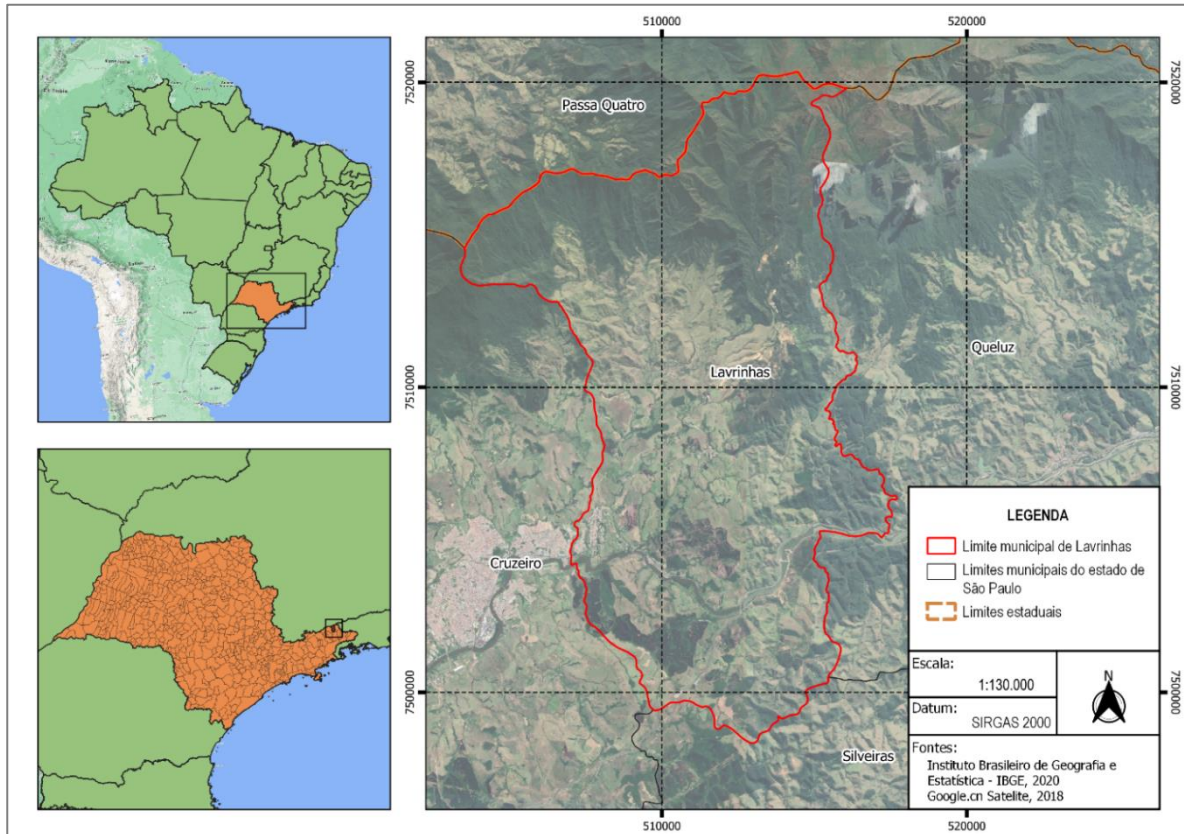 510000
520000
7520000
7520000
Passa Quatro
Queluz
Lavrinhas
7510000
7510000
Cruzeiro
7500000
7500000
Silveiras
510000
520000
LEGENDA
Limite municipal de Lavrinhas
Limites municipais do estado de
São Paulo
Limites estaduais
Escala:
1:130.000
N
Datum:
SIRGAS 2000
Fontes:
Instituto Brasileiro de Geografia e
Estatística - IBGE, 2020
Google.cn Satelite, 2018